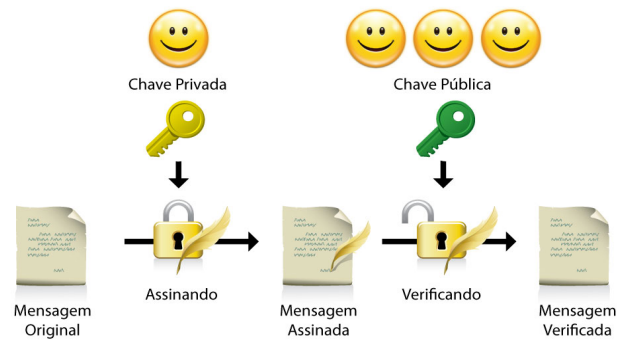 Chave Privada
Chave Pública
Assinando
Verificando
Mensagem
Original
Mensagem
Assinada
Mensagem
Verificada